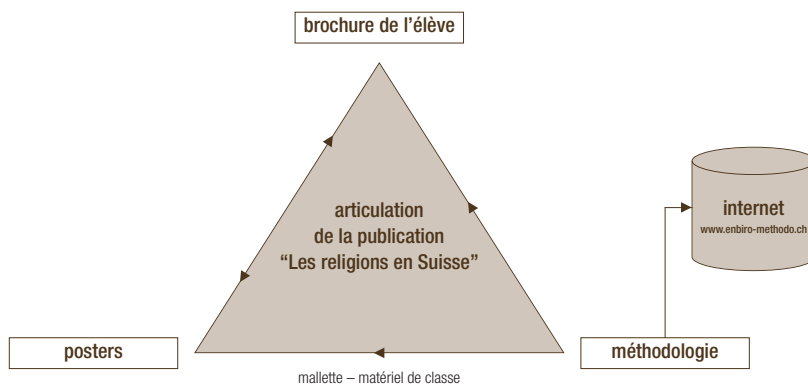 brochure de l’élève
articulation
de la publication
“Les religions en Suisse”
internet
www.enbiro-methodo.ch
posters
méthodologie
mallette – matériel de classe